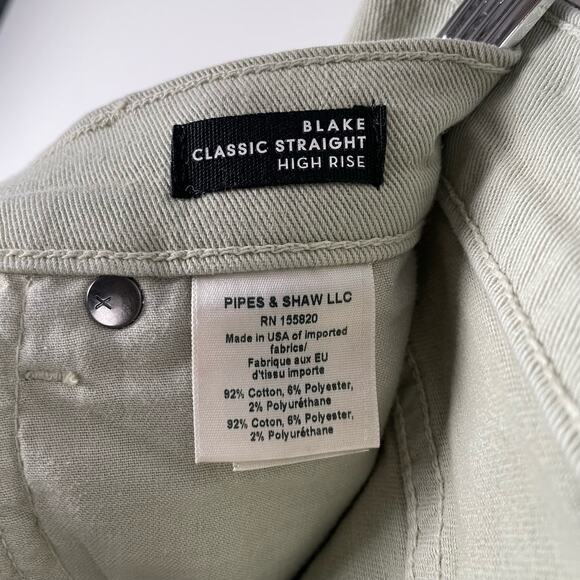 BLAKE
CLASSIC STRAIGHT
HIGH RISE
PIPES & SHAW LLC
RN 155820
Made in USA of imported
fabrics/
Fabrique aux EU
d'tissu importe
92% Cotton, 6% Polyester,
2% Polyuréthane
92% Cotton, 6% Polyester,
2% Polyuréthane